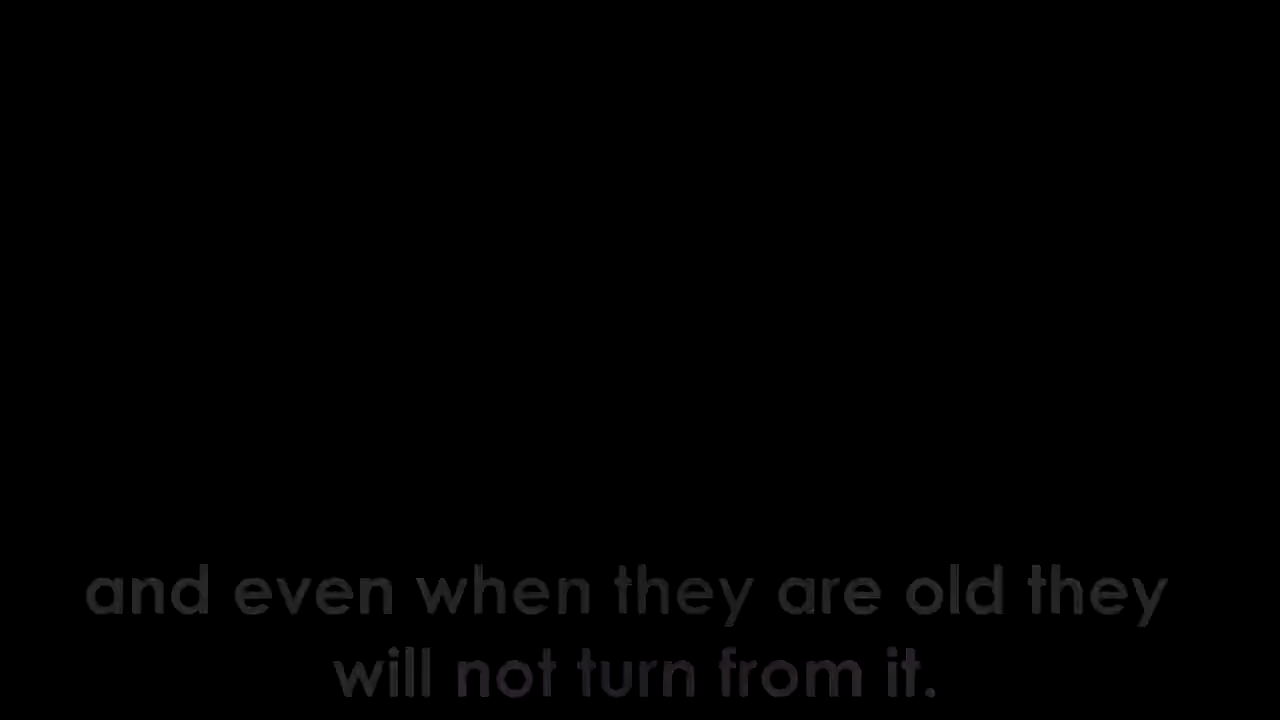 and even when they are old they
will not turn from it.